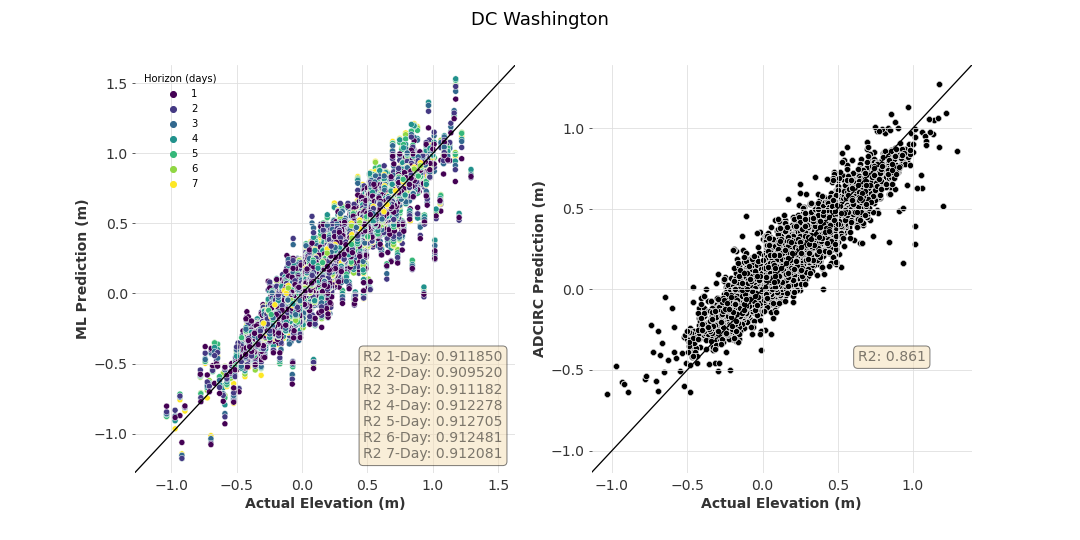 DC Washington
Horizon (days)
1
2
3
4
5
6
7
1.5
1.0
0.5
0.0
−0.5
−1.0
ML Prediction (m)
R2 1-Day: 0.911850
R2 2-Day: 0.909520
R2 3-Day: 0.911182
R2 4-Day: 0.912278
R2 5-Day: 0.912705
R2 6-Day: 0.912481
R2 7-Day: 0.912081
−1.0 −0.5 0.0 0.5 1.0 1.5
Actual Elevation (m)
1.0
0.5
0.0
−0.5
−1.0
ADCIRC Prediction (m)
R2: 0.861
−1.0 −0.5 0.0 0.5 1.0
Actual Elevation (m)